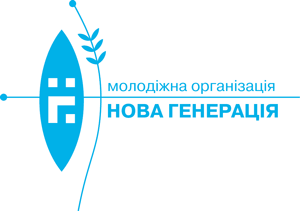 молодіжна організація
НОВА ГЕНЕРАЦІЯ